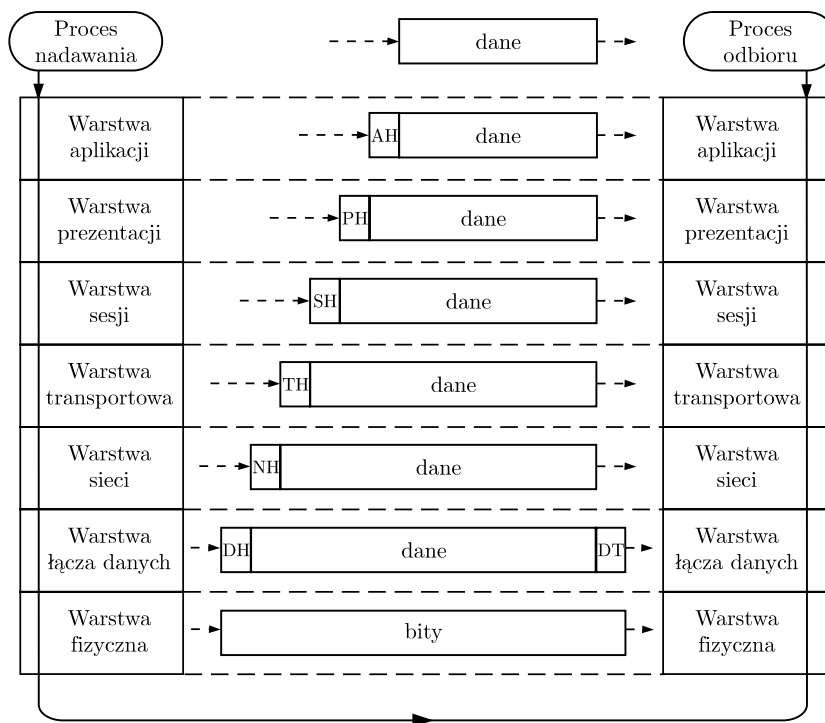 Proces
nadawania
dane
Proces
odbioru
Warstwa
aplikacji
AH
dane
Warstwa
aplikacji
Warstwa
prezentacji
PH
dane
Warstwa
prezentacji
Warstwa
sesji
SH
dane
Warstwa
sesji
Warstwa
transportowa
TH
dane
Warstwa
transportowa
Warstwa
sieci
NH
dane
Warstwa
sieci
Warstwa
łącza danych
DH
dane
DT
Warstwa
łącza danych
Warstwa
fizyczna
bity
Warstwa
fizyczna